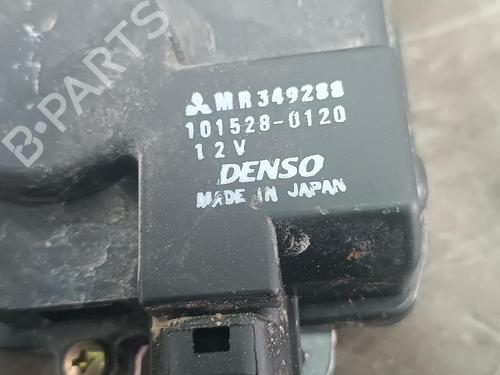 MR349288
101528-0120
12V
DENSO
MADE IN JAPAN
B-PARTS